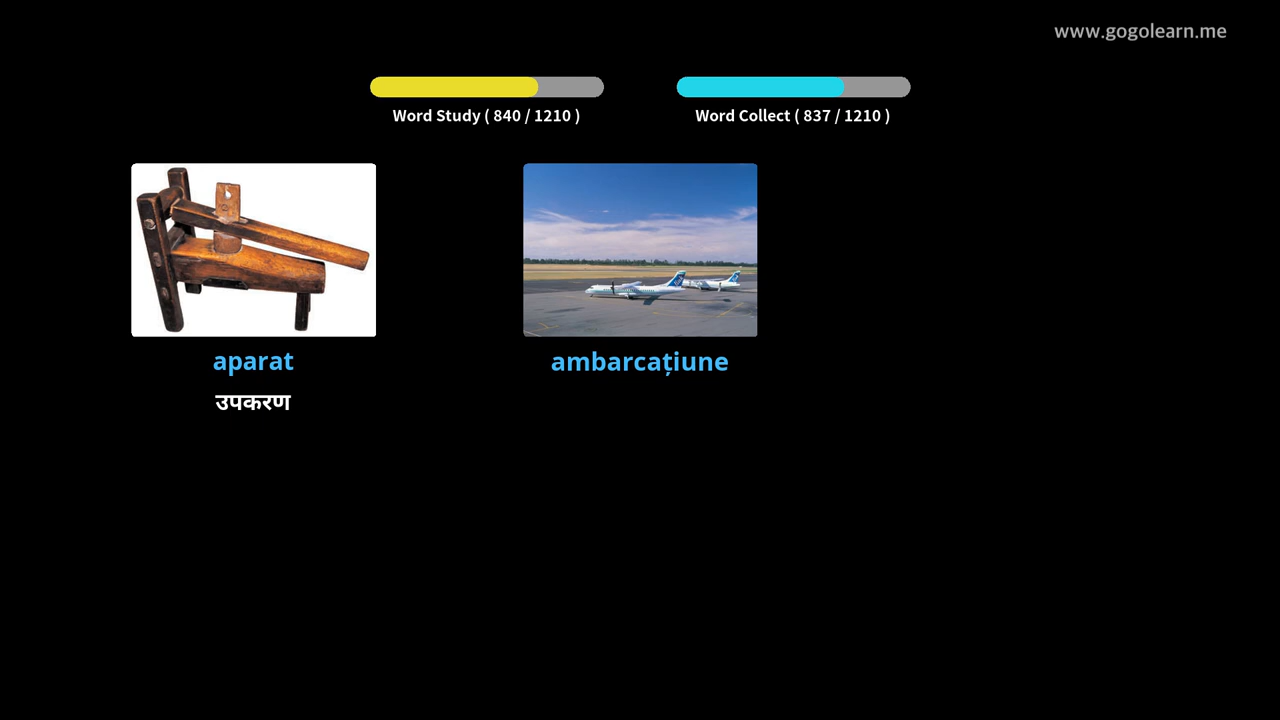 www.gogolearn.me
Word Study ( 840 / 1210 )
Word Collect ( 837 / 1210 )
aparat
ambarcațiune
उपकरण